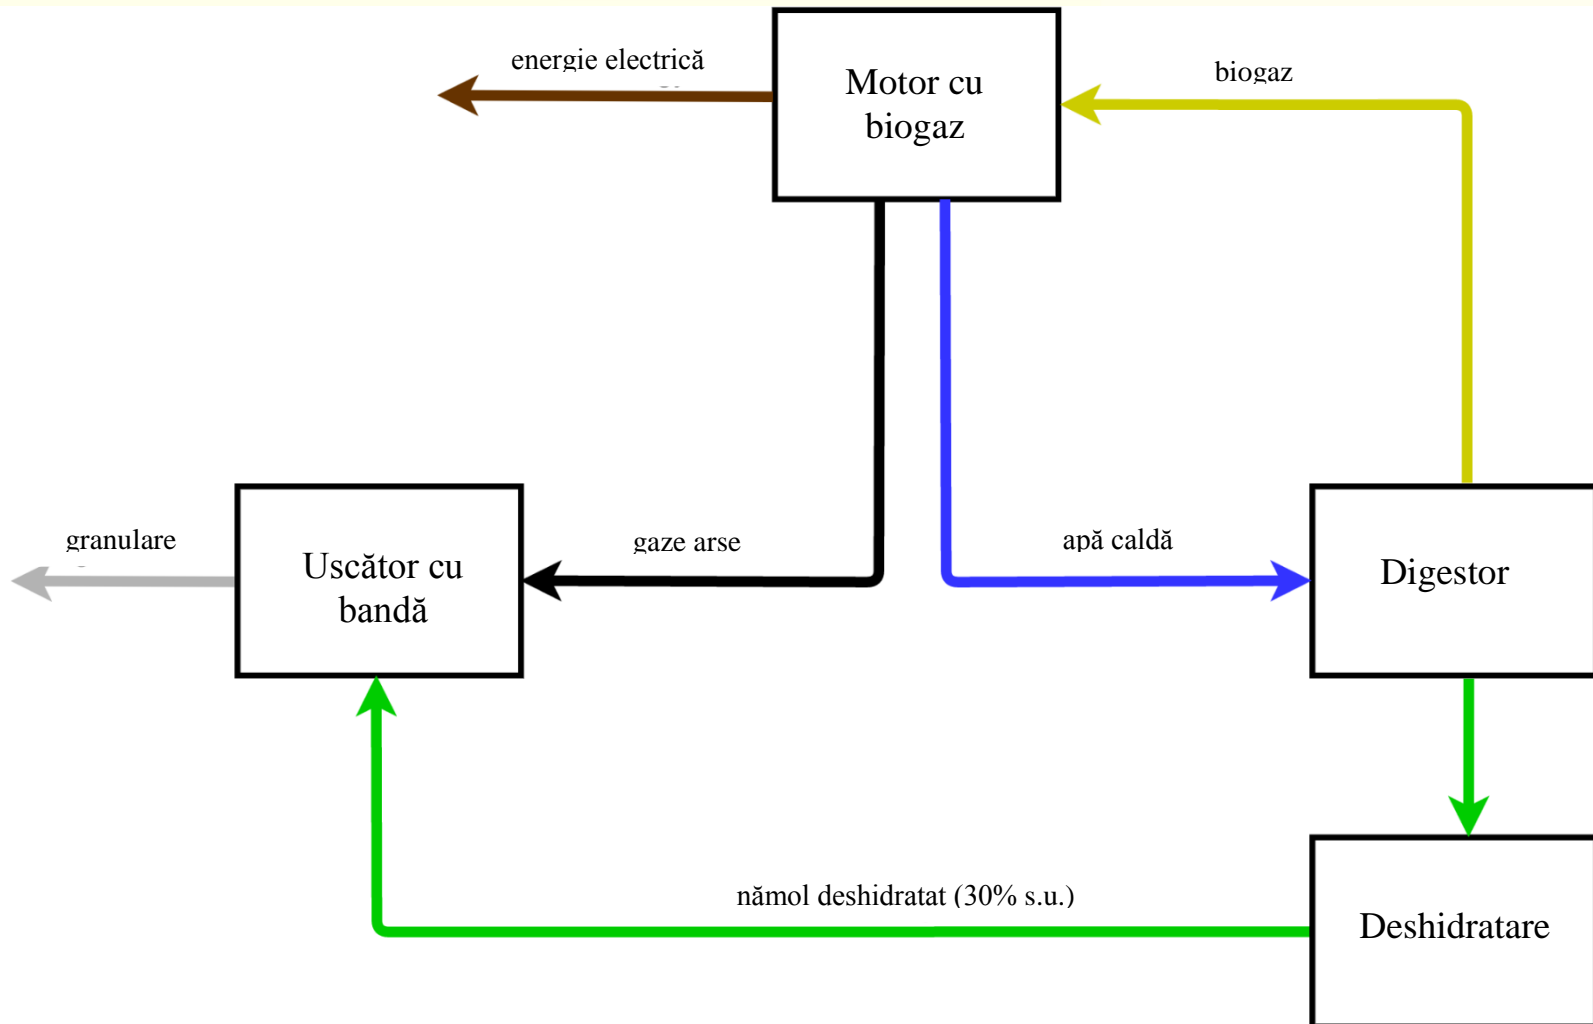 energie electrică
Motor cu
biogaz
biogaz
granulare
Uscător cu
bandă
gaze arse
apă caldă
Digestor
nămol deshidratat (30% s.u.)
Deshidratare